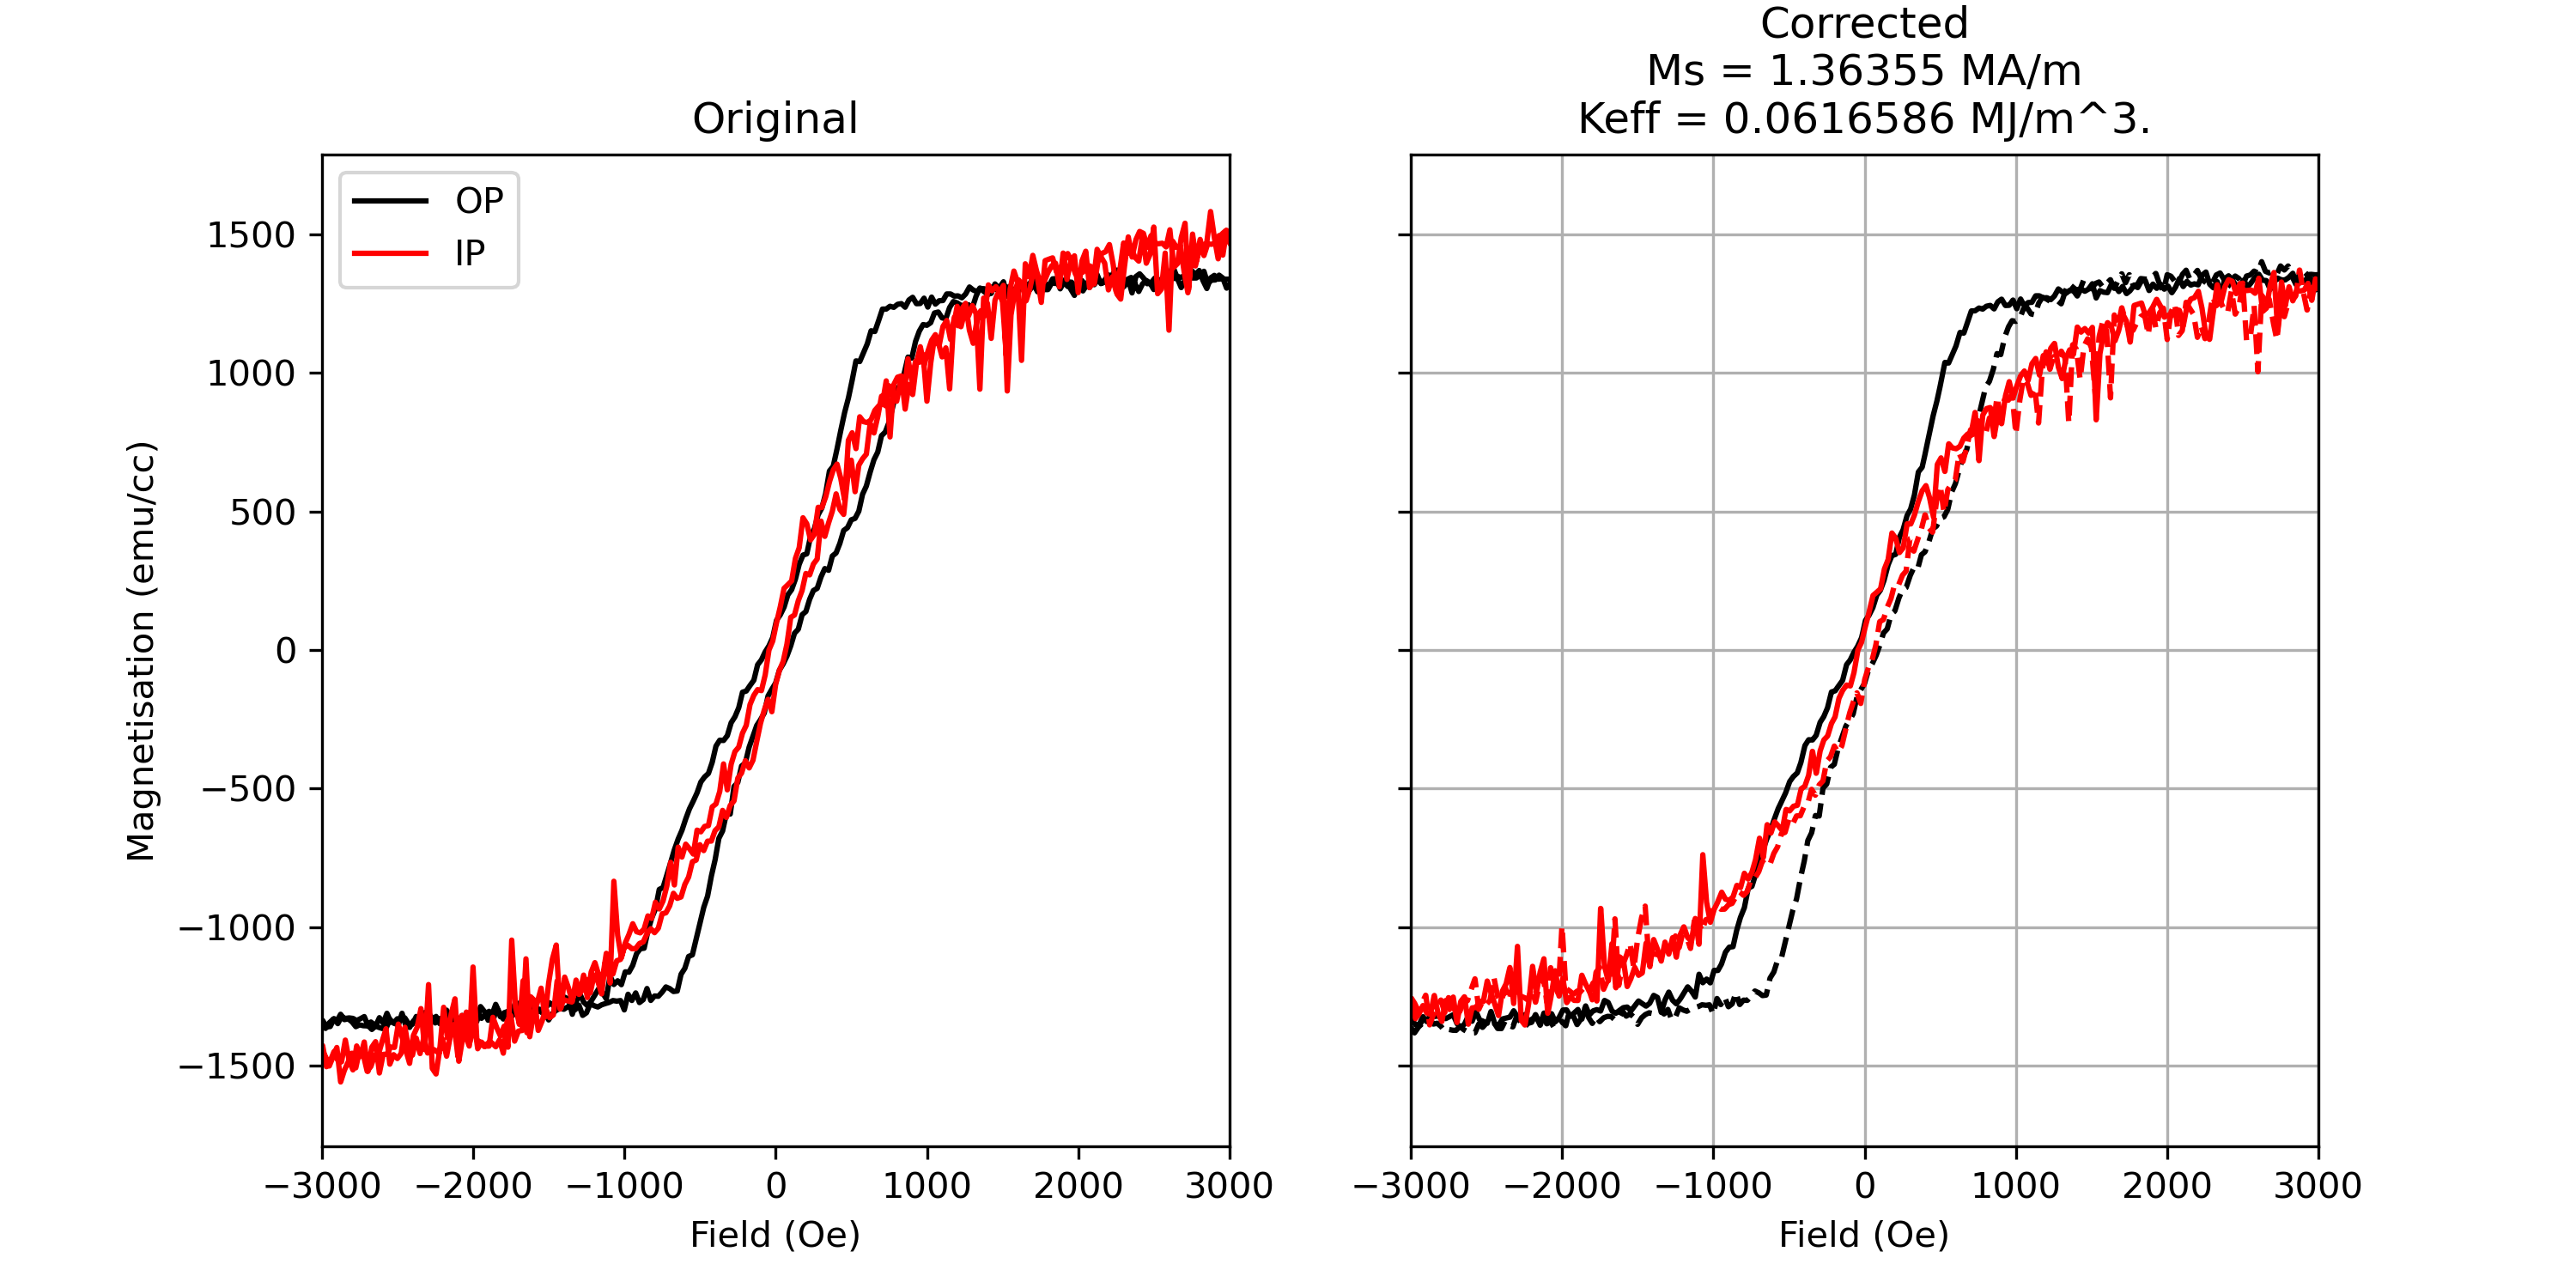 Original
OP
IP
1500
1000
500
0
−500
−1000
−1500
Magnetisation (emu/cc)
−3000 −2000 −1000 0 1000 2000 3000
Field (Oe)
Corrected
Ms = 1.36355 MA/m
Keff = 0.0616586 MJ/m^3.
−3000 −2000 −1000 0 1000 2000 3000
Field (Oe)